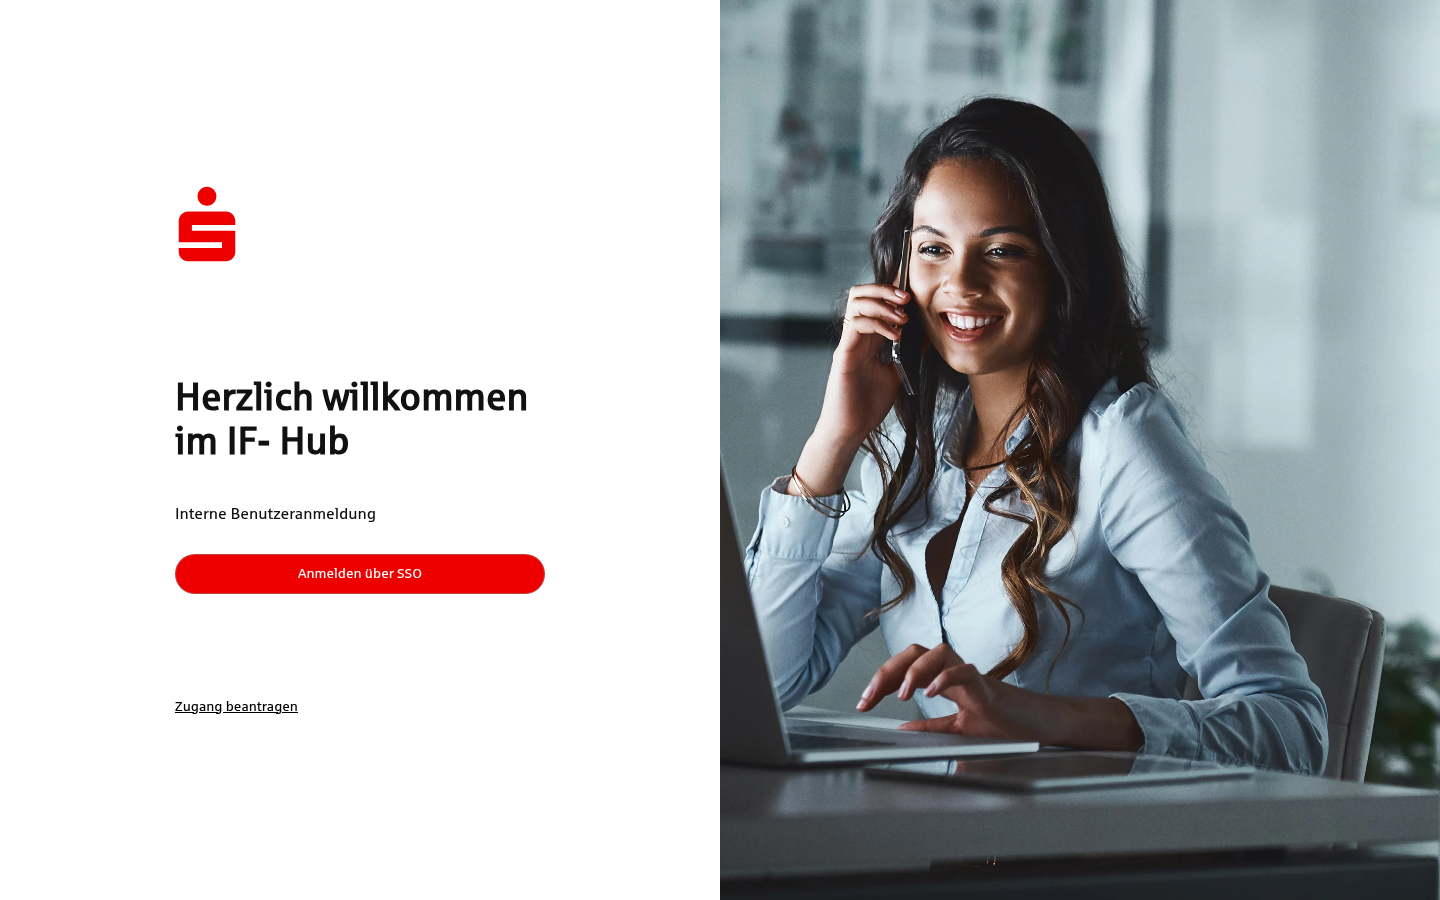 Herzlich willkommen
im IF- Hub
Interne Benutzeranmeldung
Anmelden über SSO
Zugang beantragen